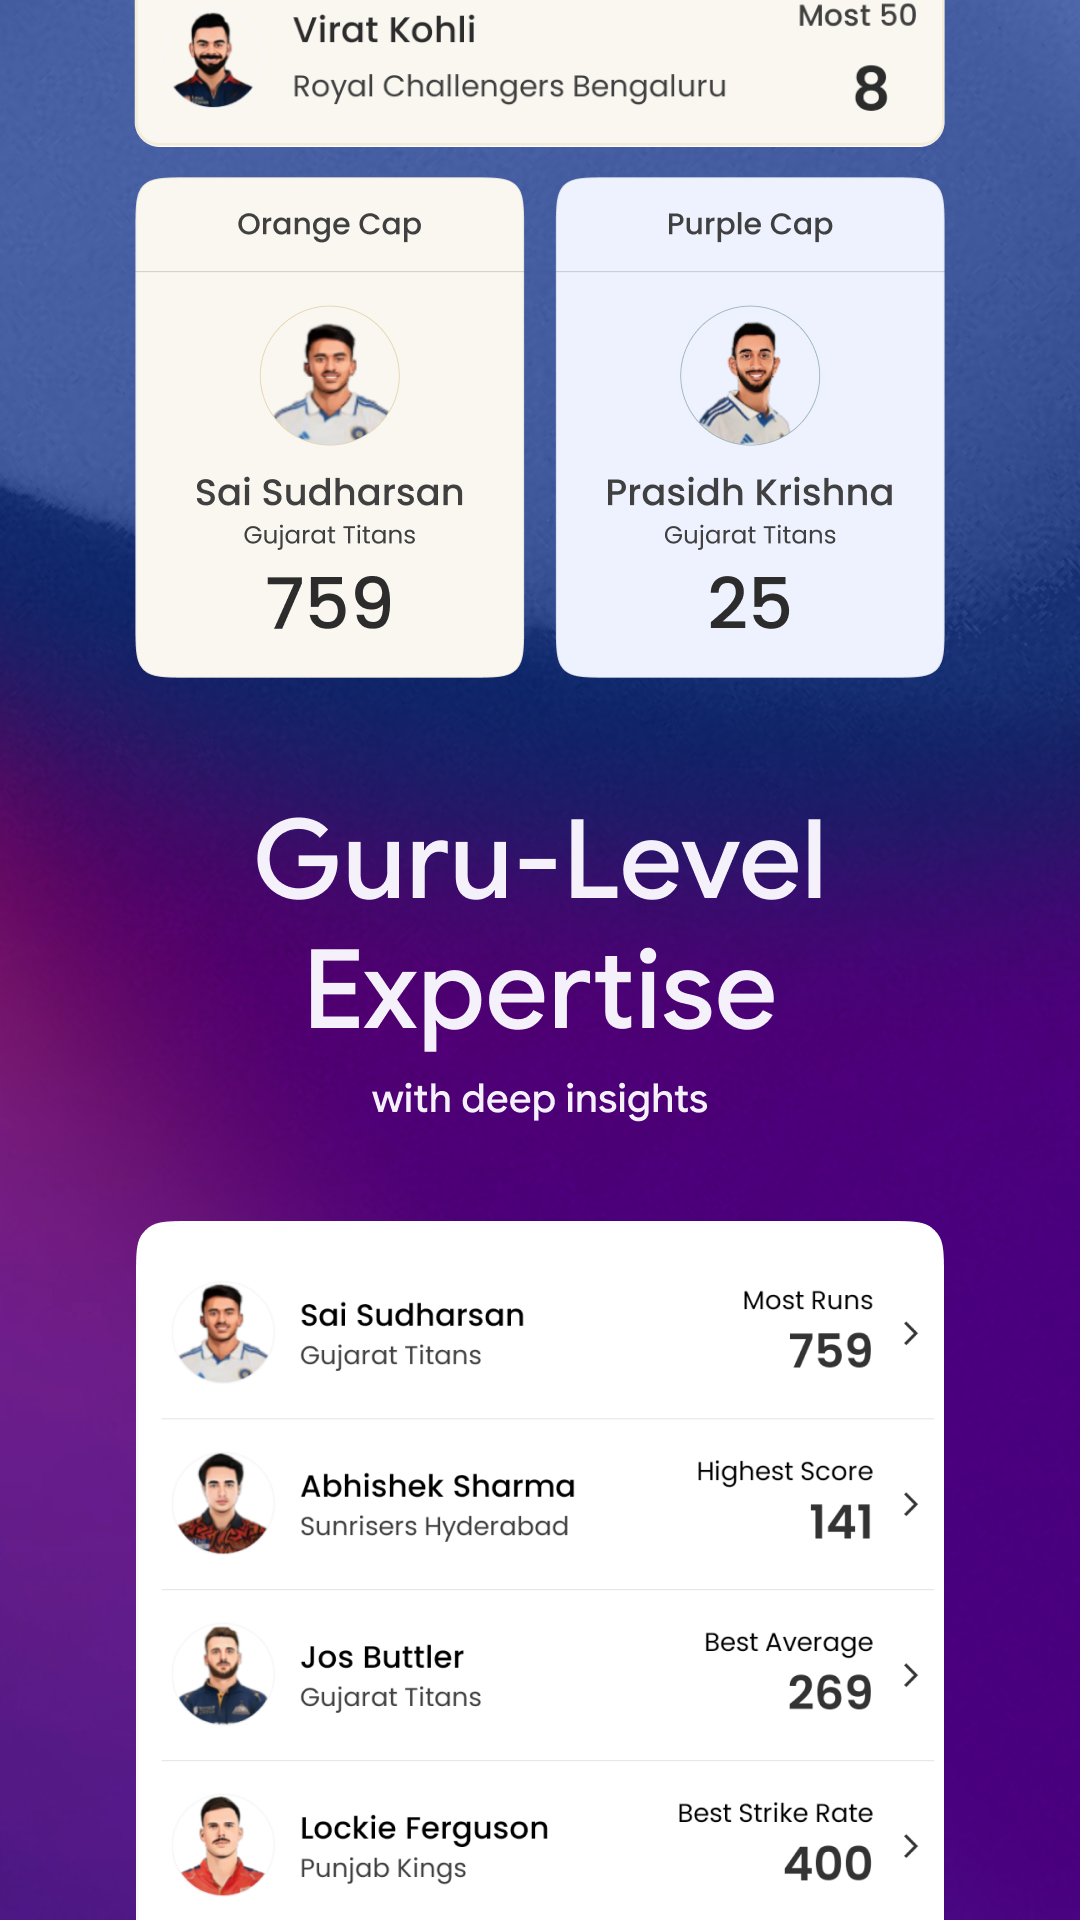 Virat Kohli
Royal Challengers Bengaluru
Most 50
8
Orange Cap
Sai Sudharsan
Gujarat Titans
759
Purple Cap
Prasidh Krishna
Gujarat Titans
25
Guru-Level
Expertise
with deep insights
Sai Sudharsan
Gujarat Titans
Most Runs
759
Abhishek Sharma
Sunrisers Hyderabad
Highest Score
141
Jos Buttler
Gujarat Titans
Best Average
269
Lockie Ferguson
Punjab Kings
Best Strike Rate
400